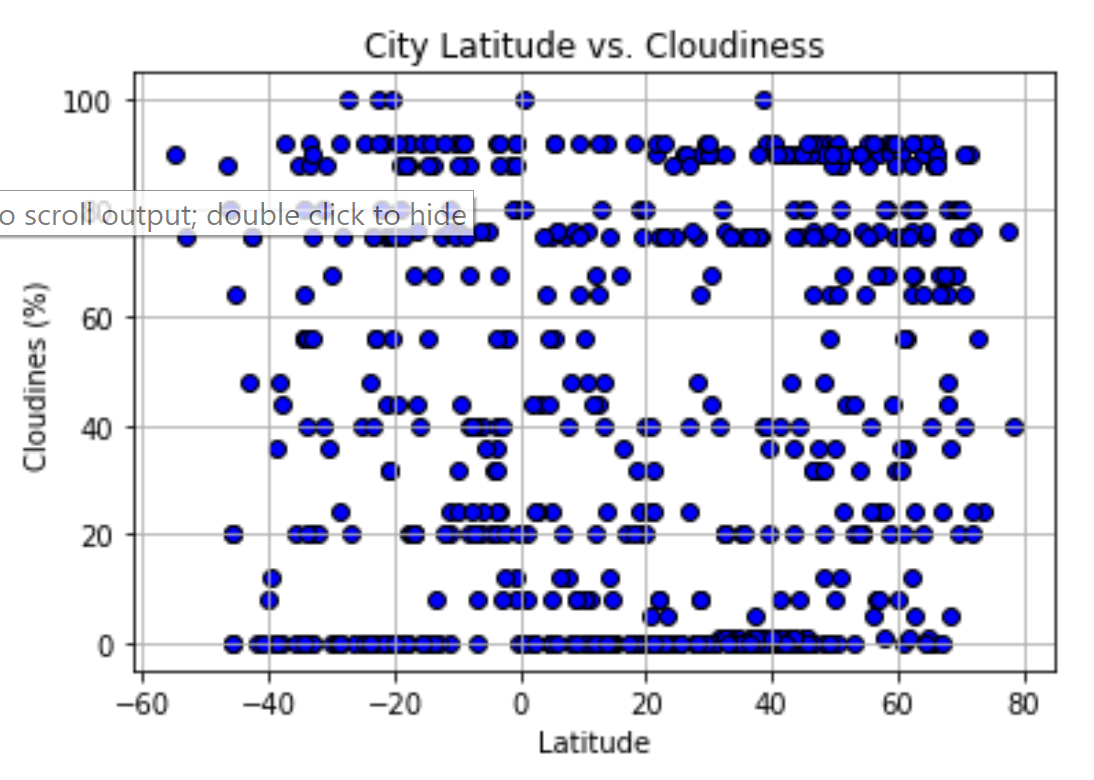 City Latitude vs. Cloudiness
100
80
o scroll output; double click to hide
60
40
20
0
Cloudines (%)
−60 −40 −20 0 20 40 60 80
Latitude